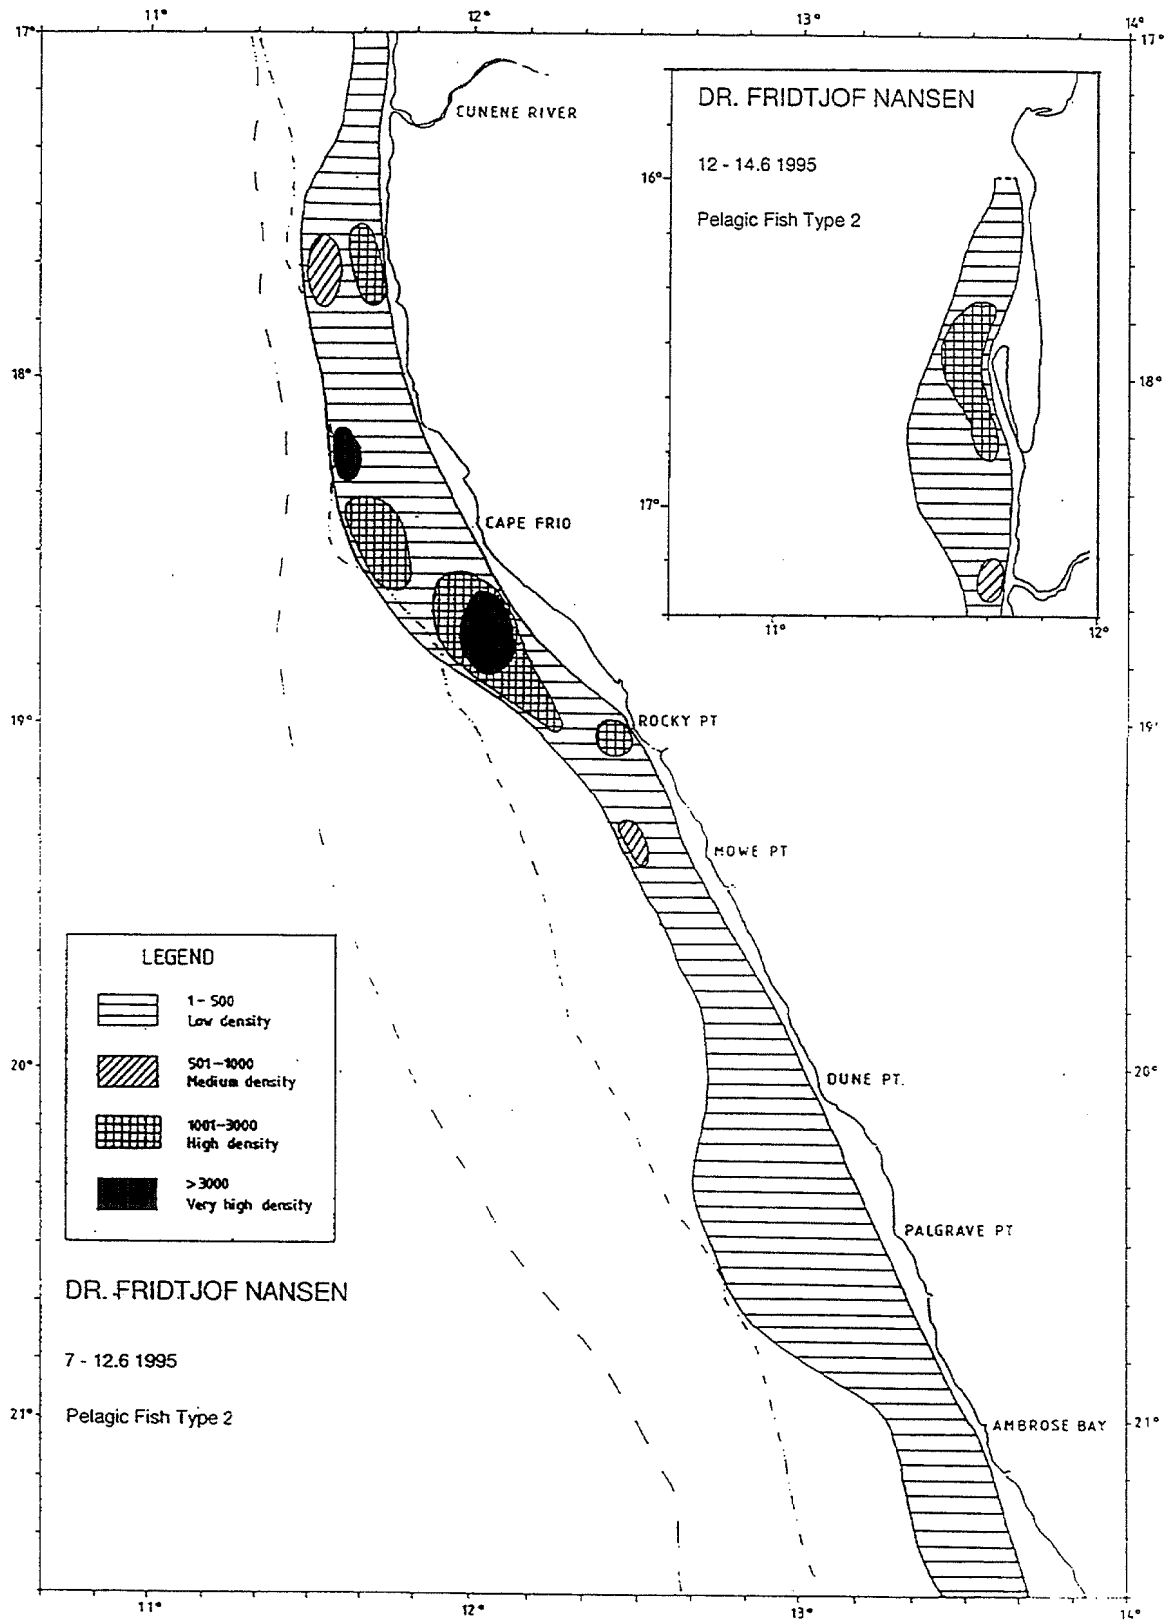 11°
12°
13°
14°
17°
17°
DR. FRIDTJOF NANSEN
12 - 14.6 1995
Pelagic Fish Type 2
16°
17°
11°
12°
CUNENE RIVER
18°
18°
CAPE FRIO
19°
19'
ROCKY PT
MOWE PT
LEGEND
1 - 500
Low density
501-1000
Medium density
1001-3000
High density
>3000
Very high density
20°
20°
DUNE PT.
PALGRAVE PT
DR. FRIDTJOF NANSEN
7 - 12.6 1995
Pelagic Fish Type 2
21°
21°
AMBROSE BAY
11°
12°
13°
14°